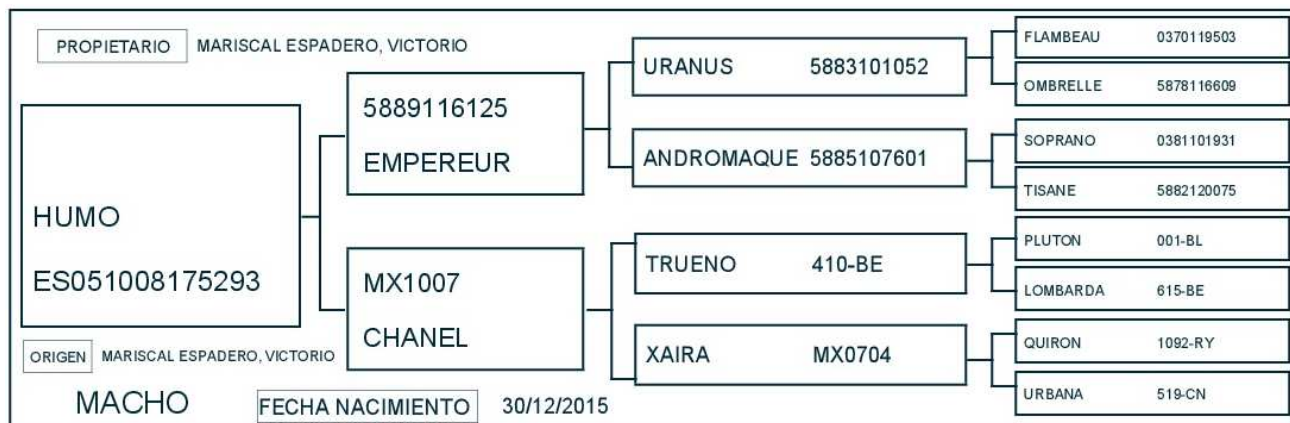 PROPIETARIO MARISCAL ESPADERO, VICTORIO
HUMO
ES051008175293
ORIGEN MARISCAL ESPADERO, VICTORIO
MACHO FECHA NACIMIENTO 30/12/2015
5889116125
EMPEREUR
MX1007
CHANEL
URANUS 5883101052
ANDROMAQUE 5885107601
TRUENO 410-BE
XAIRA MX0704
FLAMBEAU 0370119503
OMBRELLE 5878116609
SOPRANO 0381101931
TISANE 5882120075
PLUTON 001-BL
LOMBARDA 615-BE
QUIRON 1092-RY
URBANA 519-CN